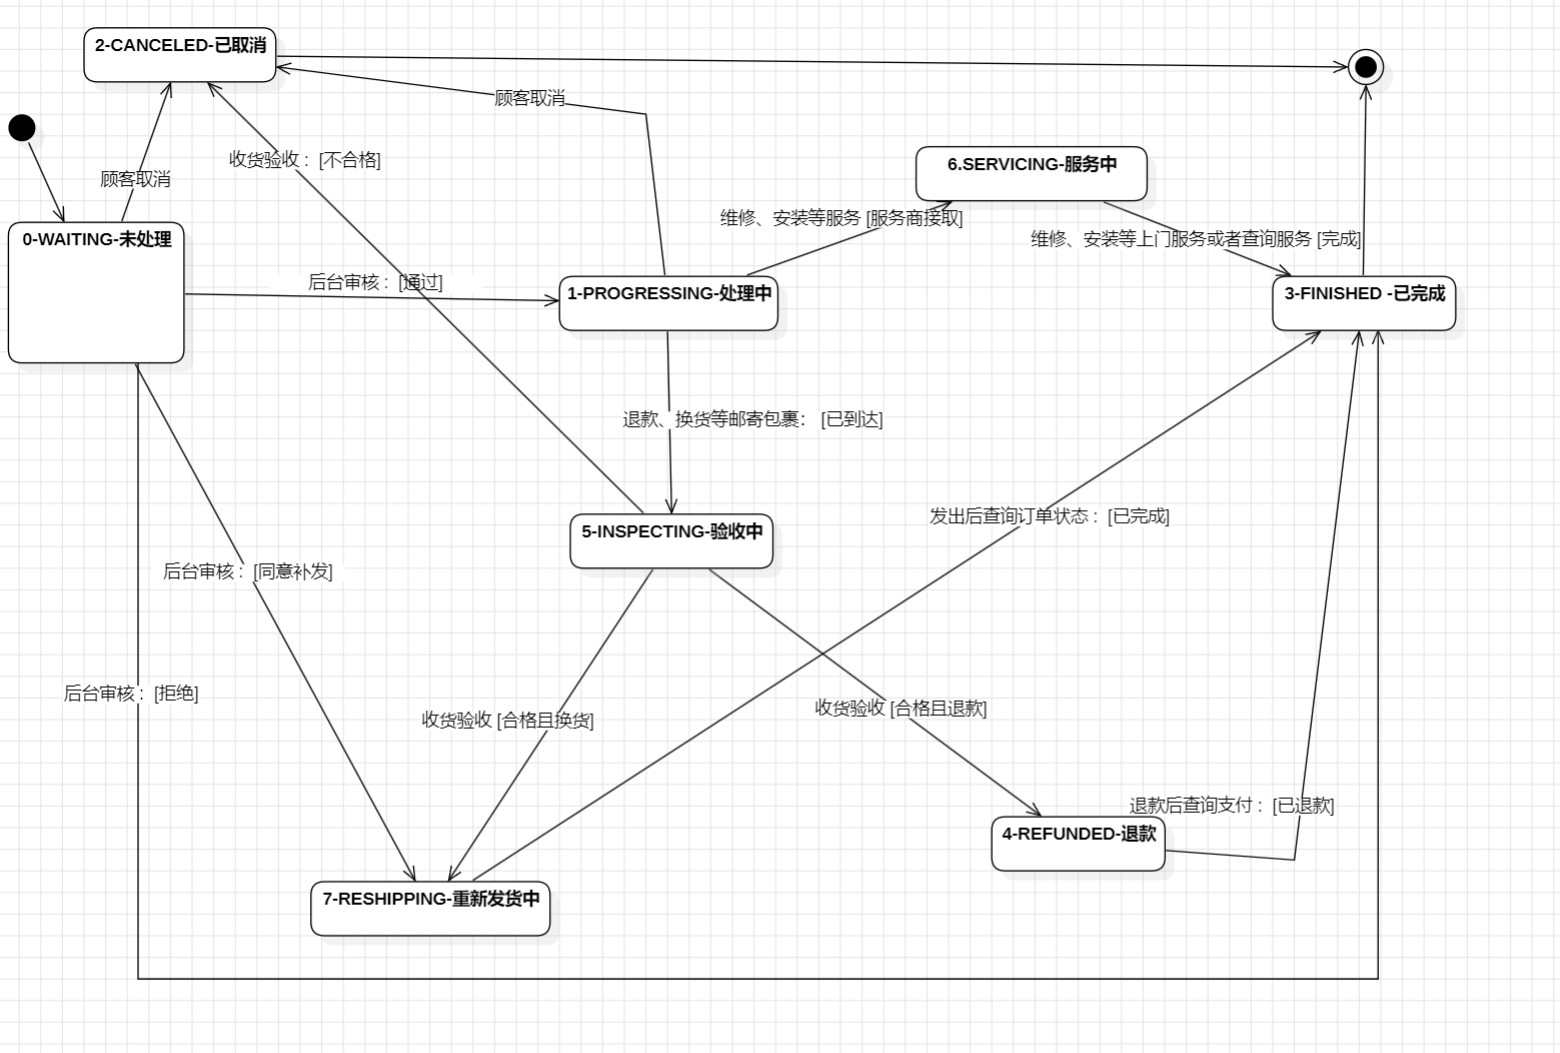 2-CANCELED-已取消
顾客取消
收货验收： [不合格]
顾客取消
6.SERVICING-服务中
维修、安装等服务 [服务商接取]
0-WAITING-未处理
维修、安装等上门服务或者查询服务 [完成]
后台审核： [通过]
1-PROGRESSING-处理中
3-FINISHED -已完成
退款、换货等邮寄包裹： [已到达]
5-INSPECTING-验收中
发出后查询订单状态： [已完成]
后台审核： [同意补发]
后台审核： [拒绝]
收货验收 [合格且换货]
收货验收 [合格且退款]
退款后查询支付： [已退款]
4-REFUNDED-退款
7-RESHIPPING-重新发货中